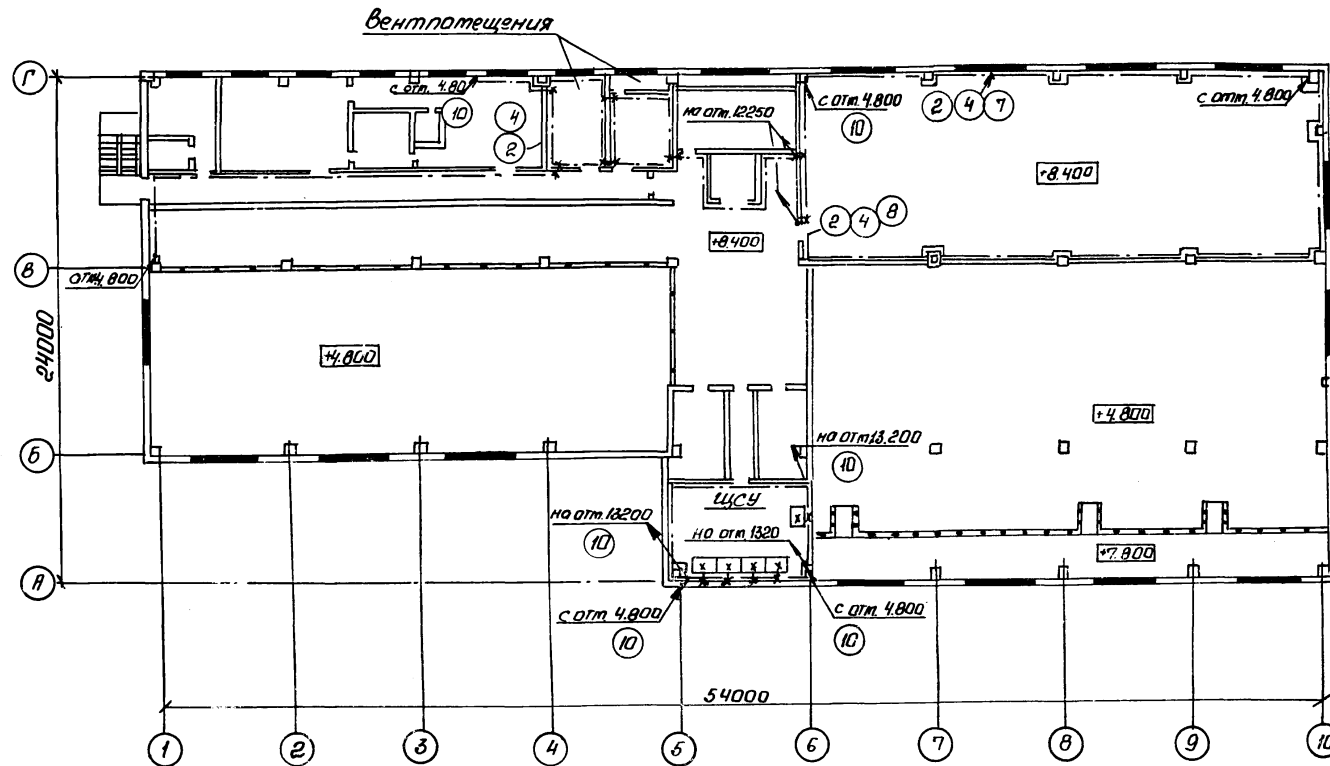 Вентпомещения
Г
с отм. 4.80
10
4
2
на отм. 12250
с отм. 4.800
10
2 4 7
с отм. 4.800
+8.400
2 4 8
+8.400
В
отм. 4.800
24000
+4.800
+4.800
Б
на отм 13.200
10
ЩСУ
на отм. 13200
10
на отм 1320
+7.800
А
с отм. 4.800
10
с отм. 4.800
10
54000
1 2 3 4 5 6 7 8 9 10